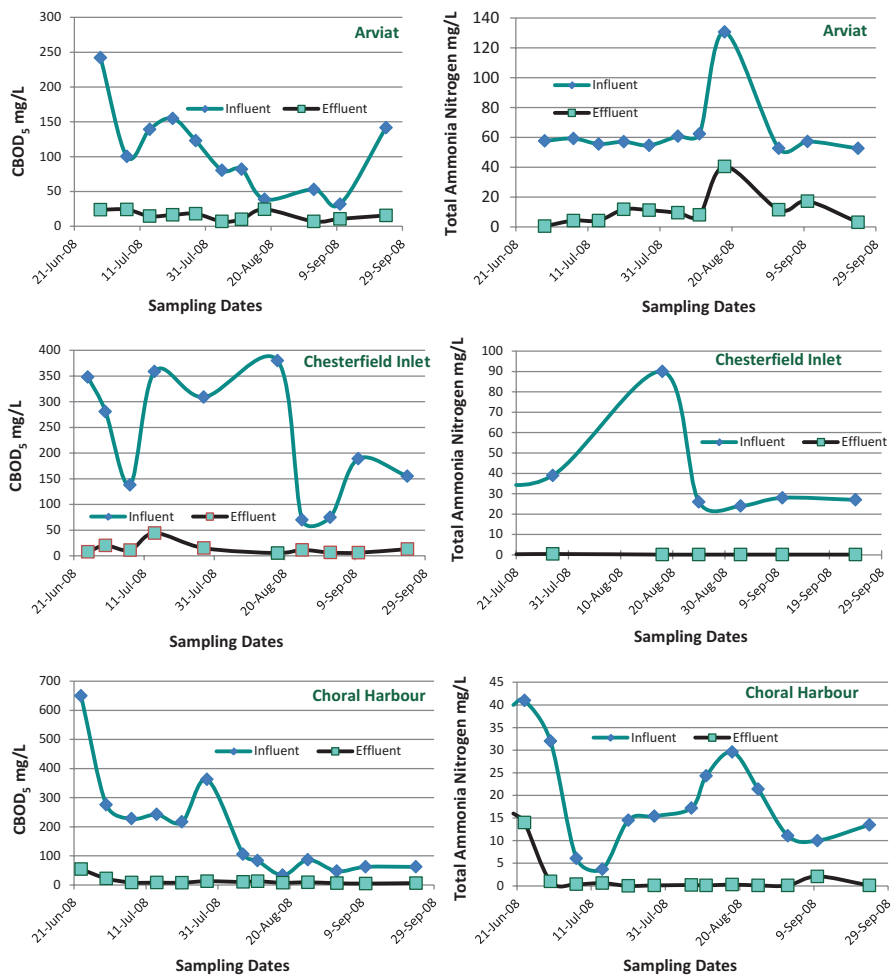 Arviat
CBOD5 mg/L
300
250
200
150
100
50
0
Influent
Effluent
21-Jun-08
11-Jul-08
31-Jul-08
20-Aug-08
9-Sep-08
29-Sep-08
Sampling Dates
Arviat
Total Ammonia Nitrogen mg/L
140
120
100
80
60
40
20
0
Influent
Effluent
21-Jun-08
11-Jul-08
31-Jul-08
20-Aug-08
9-Sep-08
29-Sep-08
Sampling Dates
Chesterfield Inlet
CBOD5 mg/L
400
350
300
250
200
150
100
50
0
Influent
Effluent
21-Jun-08
11-Jul-08
31-Jul-08
20-Aug-08
9-Sep-08
29-Sep-08
Sampling Dates
Chesterfield Inlet
Total Ammonia Nitrogen mg/L
100
90
80
70
60
50
40
30
20
10
0
Influent
Effluent
21-Jul-08
31-Jul-08
10-Aug-08
20-Aug-08
30-Aug-08
9-Sep-08
19-Sep-08
29-Sep-08
Sampling Dates
Choral Harbour
CBOD5 mg/L
700
600
500
400
300
200
100
0
Influent
Effluent
21-Jun-08
11-Jul-08
31-Jul-08
20-Aug-08
9-Sep-08
29-Sep-08
Sampling Dates
Choral Harbour
Total Ammonia Nitrogen mg/L
45
40
35
30
25
20
15
10
5
0
Influent
Effluent
21-Jun-08
11-Jul-08
31-Jul-08
20-Aug-08
9-Sep-08
29-Sep-08
Sampling Dates